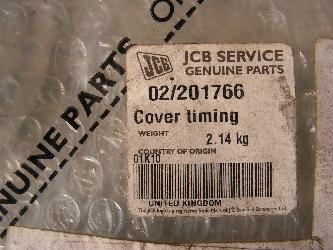 JCB SERVICE
GENUINE PARTS
JCB
02/201766
Cover timing
WEIGHT 2.14 kg
COUNTRY OF ORIGIN
01K10
UNITED KINGDOM
GENUINE PARTS